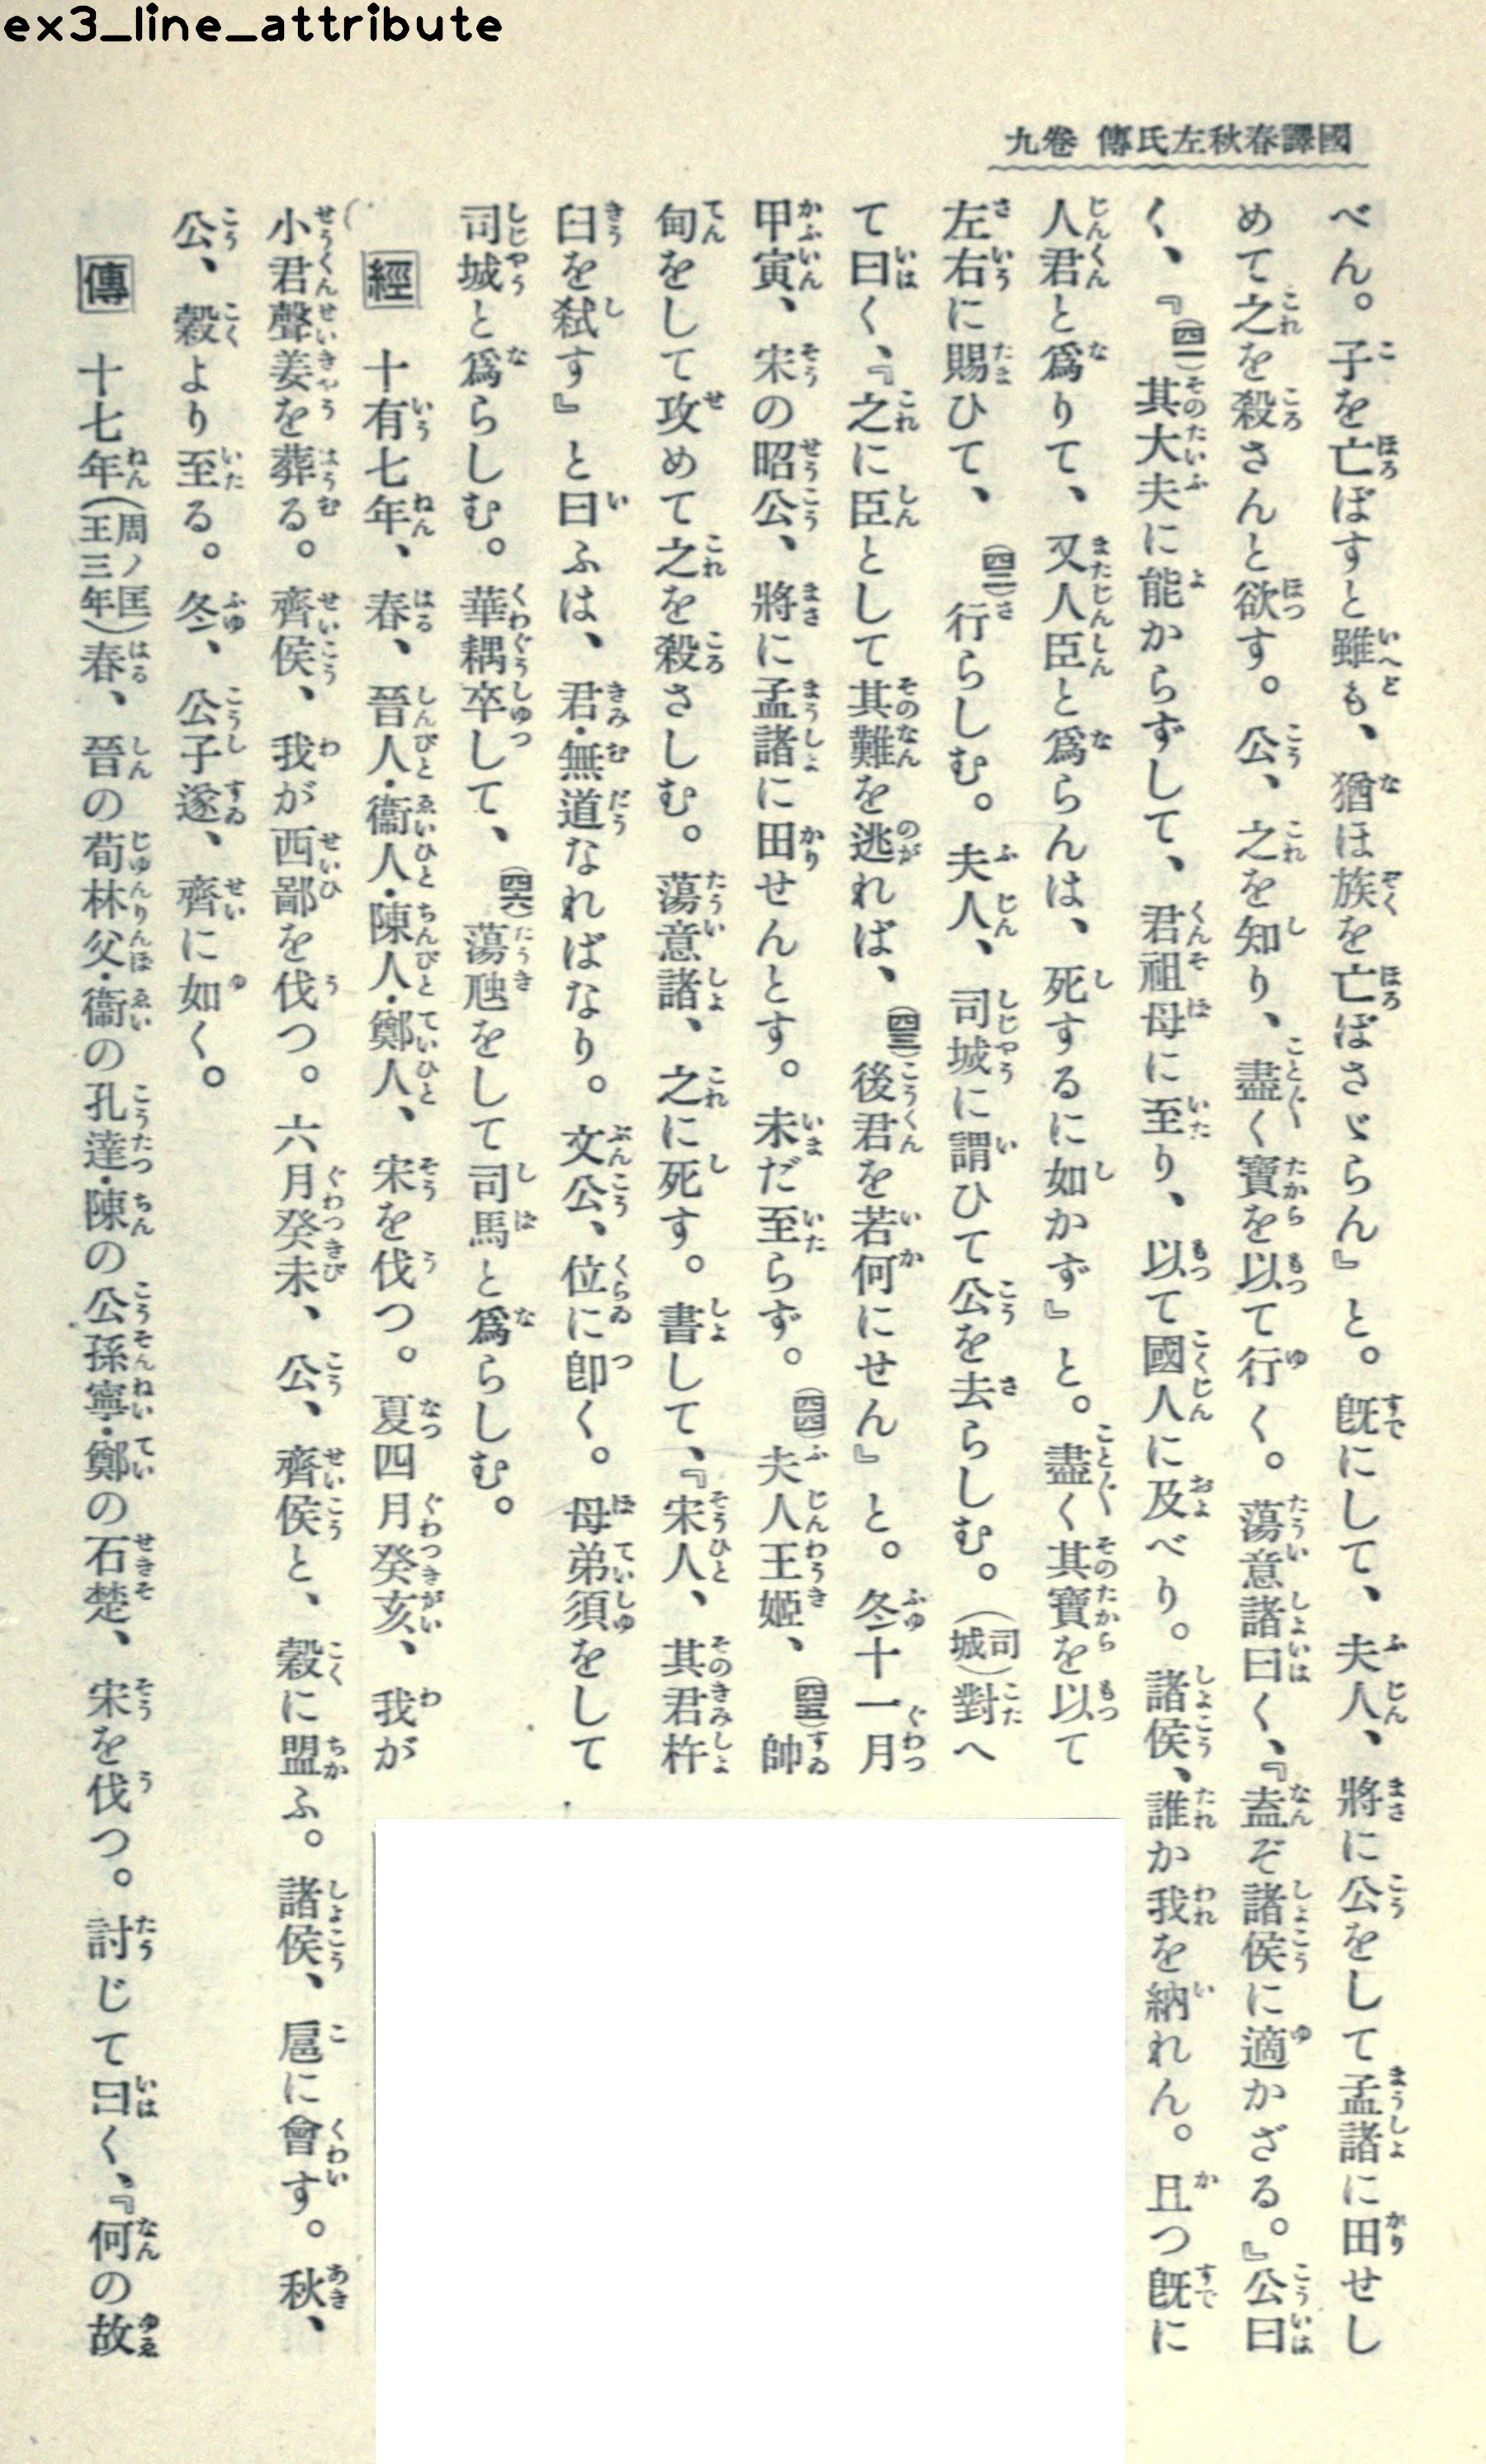 ex3_line_attribute
國譯春秋左氏傳 卷九
べん。子を亡ぼすと雖も、猶ほ族を亡ぼさゞらん』と。既にして、夫人、將に公をして孟諸に田せし
めて之を殺さんと欲す。公、之を知り、盡く寶を以て行く。蕩意諸曰く、『盍ぞ諸侯に適かざる。』公曰
く、『(四一)其大夫に能からずして、君祖母に至り、以て國人に及べり。諸侯、誰か我を納れん。且つ既に
人君と爲りて、又人臣と爲らんは、死するに如かず』と。盡く其寶を以て
左右に賜ひて、(四二)行らしむ。夫人、司城に謂ひて公を去らしむ。(司城)對へ
て曰く、『之に臣として其難を逃れば、(四三)後君を若何にせん』と。冬十一月
甲寅、宋の昭公、將に孟諸に田せんとす。未だ至らず。(四四)夫人王姬、(四五)帥
甸をして攻めて之を殺さしむ。蕩意諸、之に死す。書して、『宋人、其君杵
臼を弑す』と曰ふは、君・無道なればなり。文公、位に卽く。母弟須をして
司城と爲らしむ。華耦卒して、(四六)蕩虺をして司馬と爲らしむ。
經 十有七年、春、晉人・衞人・陳人・鄭人、宋を伐つ。夏四月癸亥、我が
小君聲姜を葬る。齊侯、我が西鄙を伐つ。六月癸未、公、齊侯と、穀に盟ふ。諸侯、扈に會す。秋、
公、穀より至る。冬、公子遂、齊に如く。
傳 十七年(周ノ匡王三年)春、晉の荀林父・衞の孔達・陳の公孫寧・鄭の石楚、宋を伐つ。討じて曰く、『何の故